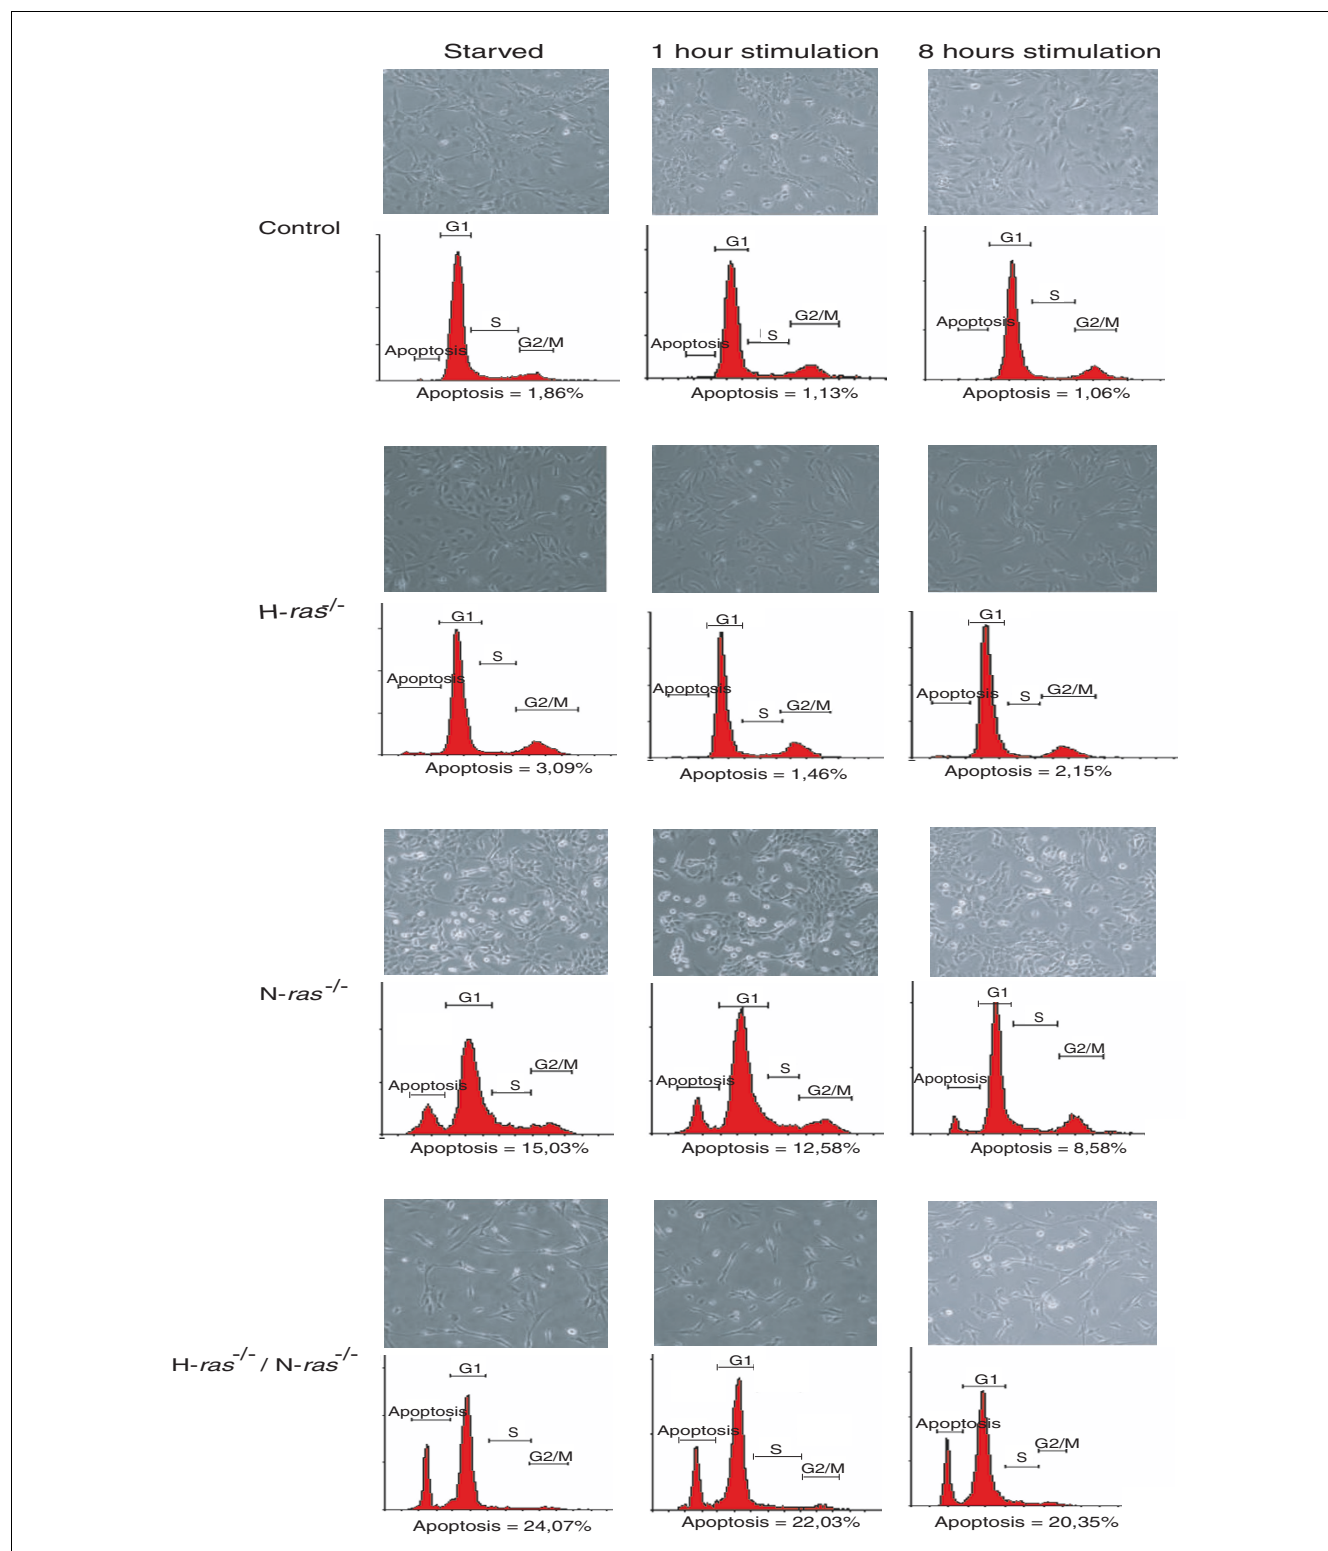 Starved 1 hour stimulation 8 hours stimulation
Control
G1 S G2/M Apoptosis
Apoptosis = 1,86%
G1 S G2/M Apoptosis
Apoptosis = 1,13%
G1 S G2/M Apoptosis
Apoptosis = 1,06%
H-ras-/-
G1 S G2/M Apoptosis
Apoptosis = 3,09%
G1 S G2/M Apoptosis
Apoptosis = 1,46%
G1 S G2/M Apoptosis
Apoptosis = 2,15%
N-ras-/-
G1 S G2/M Apoptosis
Apoptosis = 15,03%
G1 S G2/M Apoptosis
Apoptosis = 12,58%
G1 S G2/M Apoptosis
Apoptosis = 8,58%
H-ras-/- / N-ras-/-
G1 S G2/M Apoptosis
Apoptosis = 24,07%
G1 S G2/M Apoptosis
Apoptosis = 22,03%
G1 S G2/M Apoptosis
Apoptosis = 20,35%